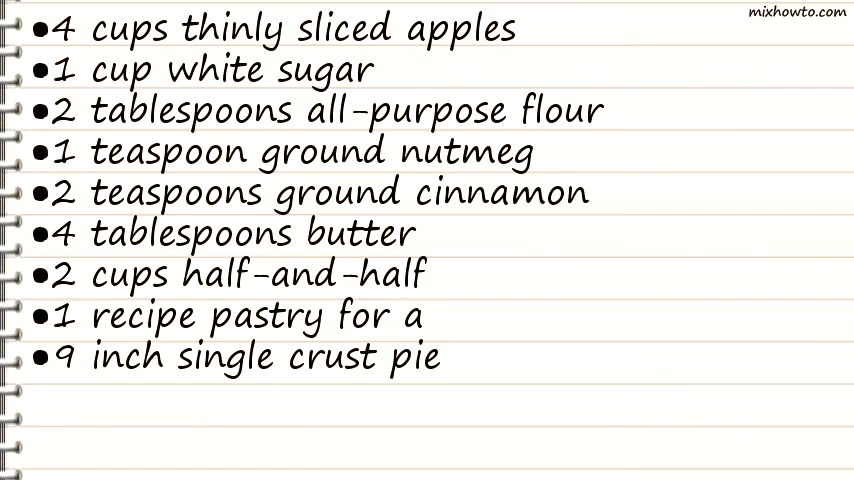 mixhowto.com
•4 cups thinly sliced apples
•1 cup white sugar
•2 tablespoons all-purpose flour
•1 teaspoon ground nutmeg
•2 teaspoons ground cinnamon
•4 tablespoons butter
•2 cups half-and-half
•1 recipe pastry for a
•9 inch single crust pie